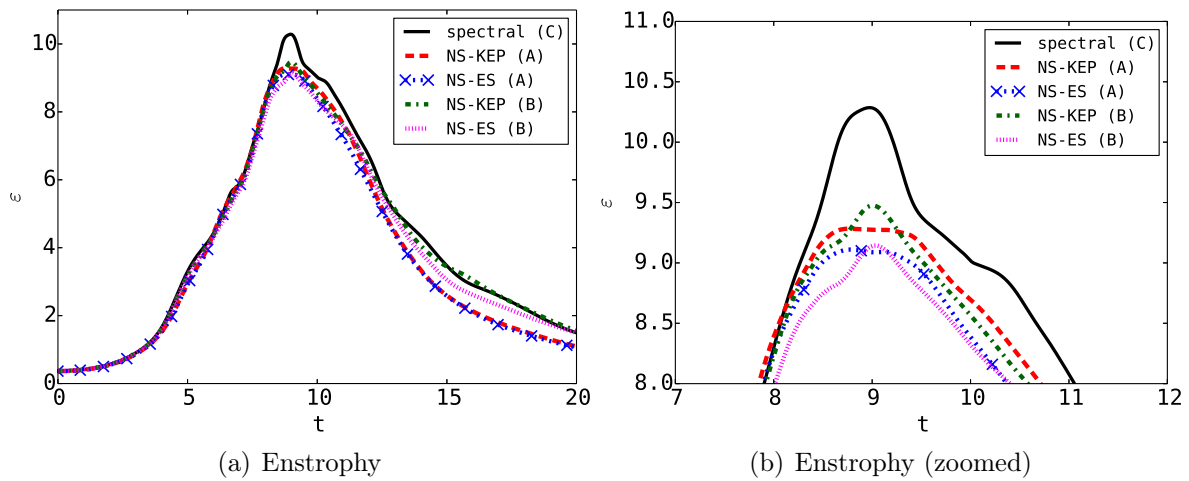 10
8
6
4
2
0
ε
0 5 10 15 20
t
spectral (C)
NS-KEP (A)
NS-ES (A)
NS-KEP (B)
NS-ES (B)
(a) Enstrophy
11.0
10.5
10.0
9.5
9.0
8.5
8.0
ε
7 8 9 10 11 12
t
spectral (C)
NS-KEP (A)
NS-ES (A)
NS-KEP (B)
NS-ES (B)
(b) Enstrophy (zoomed)